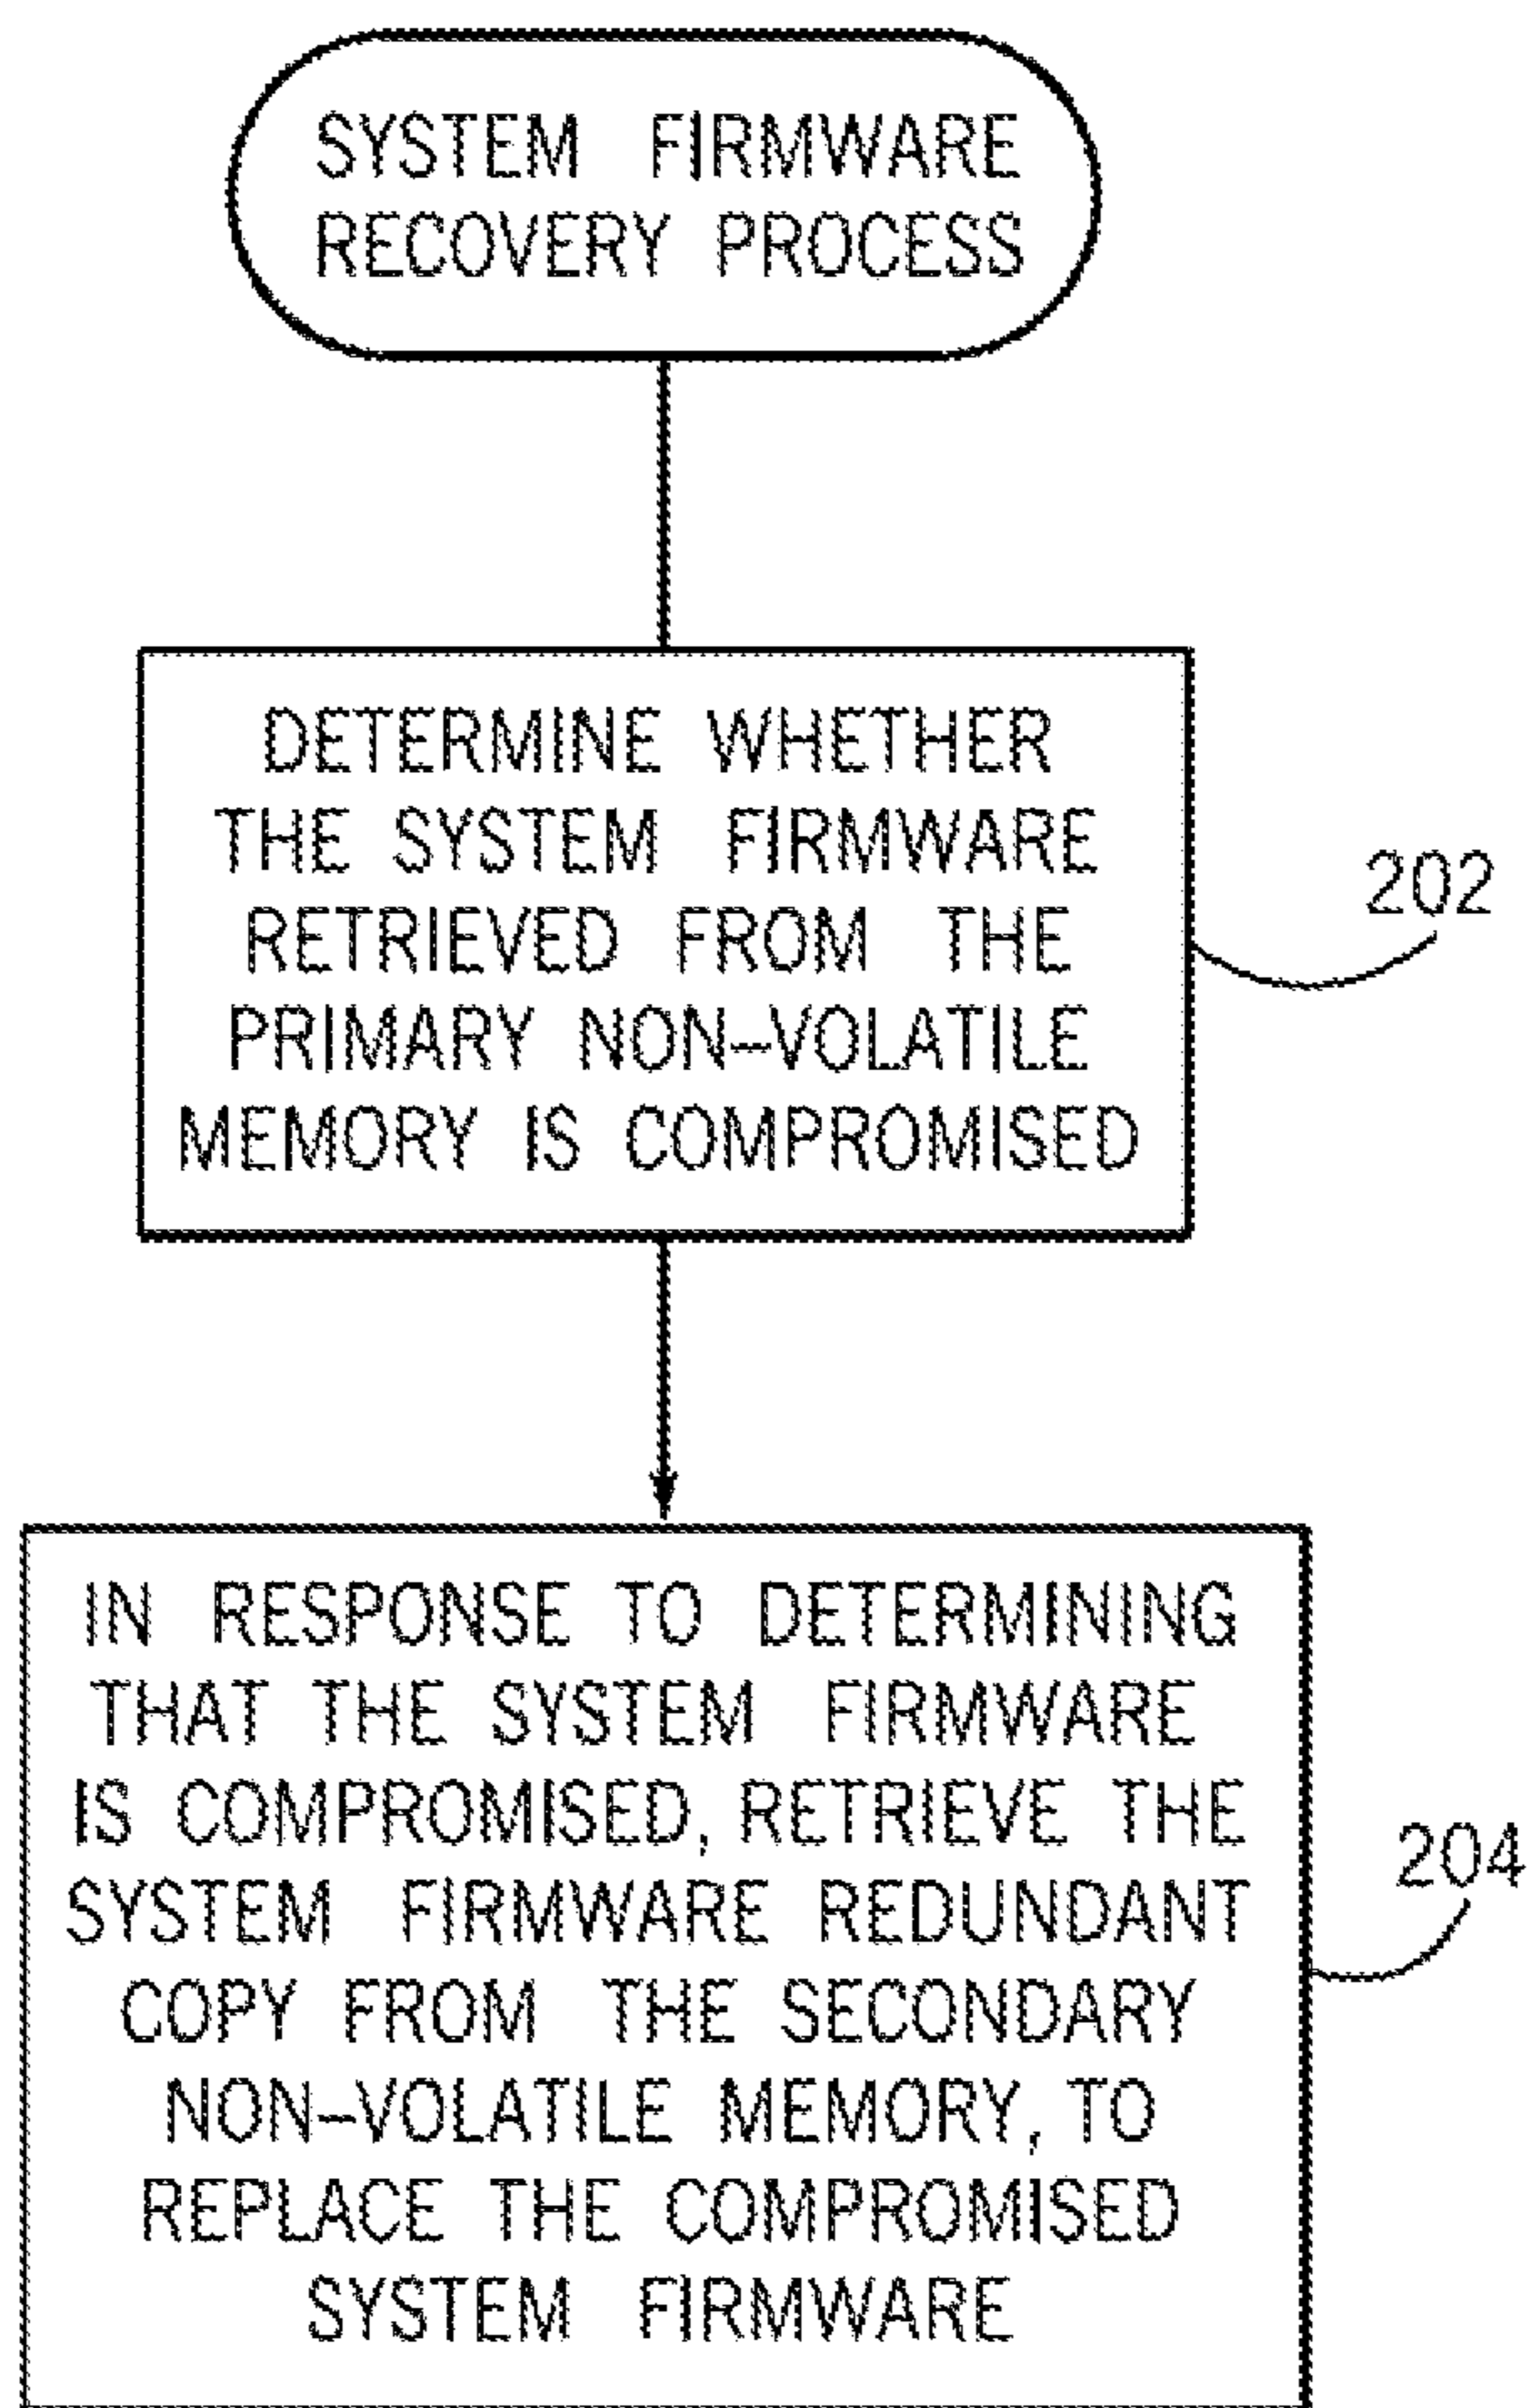 SYSTEM FIRMWARE
RECOVERY PROCESS
DETERMINE WHETHER
THE SYSTEM FIRMWARE
RETRIEVED FROM THE
PRIMARY NON-VOLATILE
MEMORY IS COMPROMISED
202
IN RESPONSE TO DETERMINING
THAT THE SYSTEM FIRMWARE
IS COMPROMISED, RETRIEVE THE
SYSTEM FIRMWARE REDUNDANT
COPY FROM THE SECONDARY
NON-VOLATILE MEMORY, TO
REPLACE THE COMPROMISED
SYSTEM FIRMWARE
204